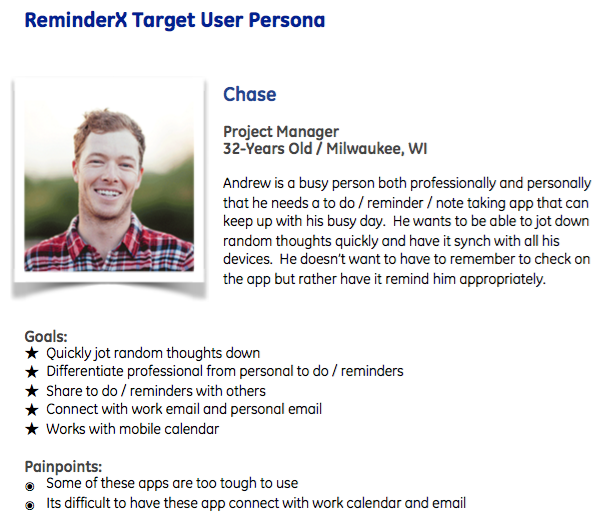 ReminderX Target User Persona
Chase
Project Manager
32-Years Old / Milwaukee, WI
Andrew is a busy person both professionally and personally
that he needs a to do / reminder / note taking app that can
keep up with his busy day.  He wants to be able to jot down
random thoughts quickly and have it synch with all his
devices.  He doesn't want to have to remember to check on
the app but rather have it remind him appropriately.
Goals:
★ Quickly jot random thoughts down
★ Differentiate professional from personal to do / reminders
★ Share to do / reminders with others
★ Connect with work email and personal email
★ Works with mobile calendar
Painpoints:
◉ Some of these apps are too tough to use
◉ Its difficult to have these app connect with work calendar and email